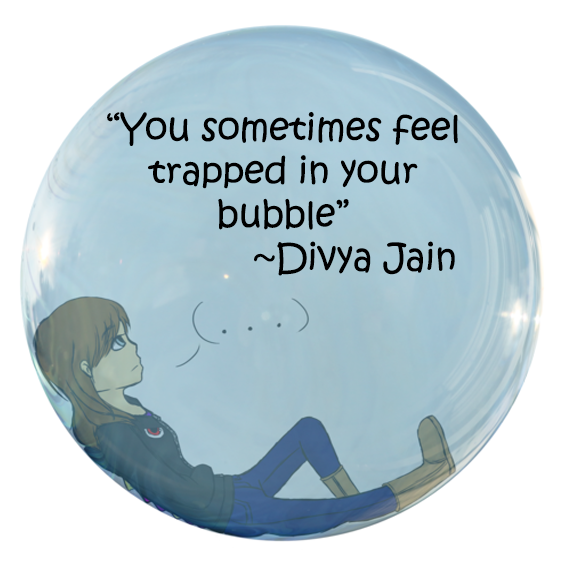 “You sometimes feel
trapped in your
bubble”
~Divya Jain
. . .